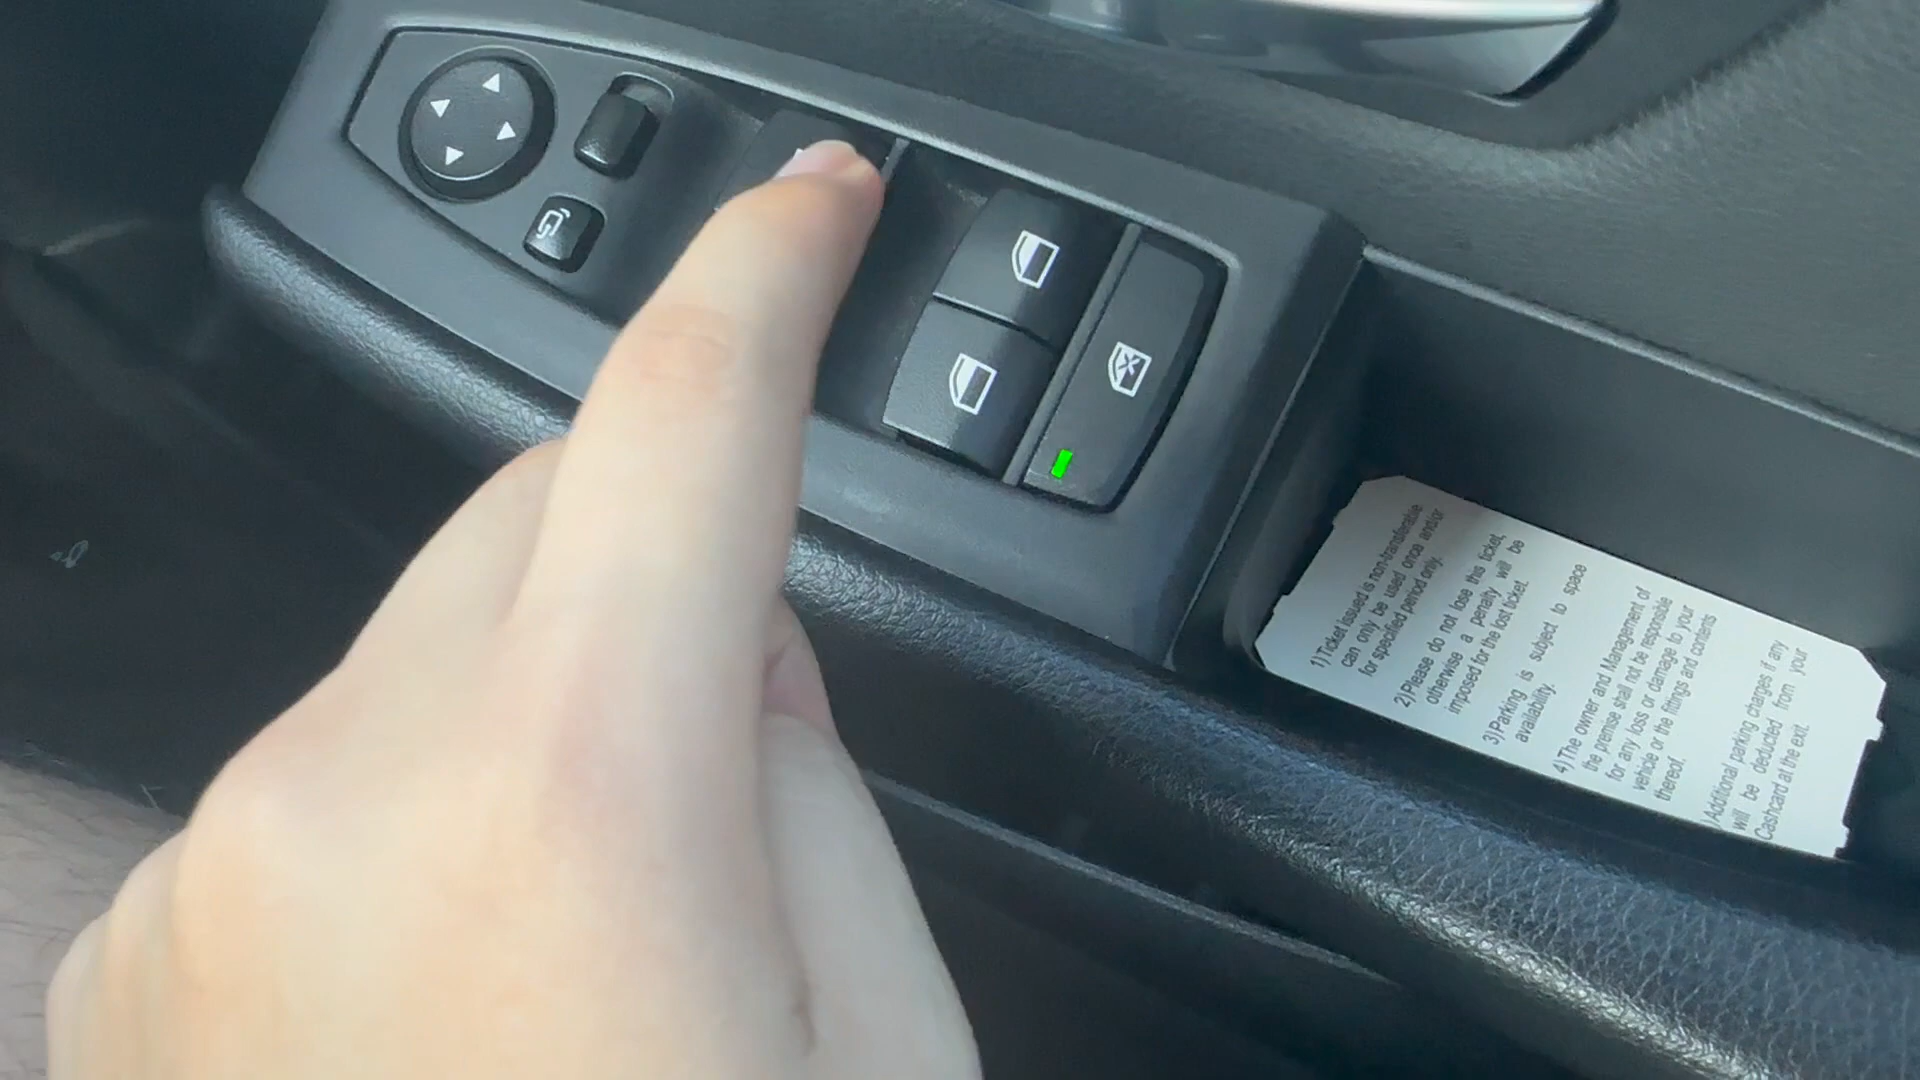 1)Ticket issued is non-transferable
can only be used once and/or
for specified period only.
2)Please do not lose this ticket,
otherwise a penalty will be
imposed for the lost ticket.
3)Parking is subject to space
availability.
4)The owner and Management of
the premise shall not be responsible
for any loss or damage to your
vehicle or the fittings and contents
thereof.
)Additional parking charges if any
will be deducted from your
Cashcard at the exit.